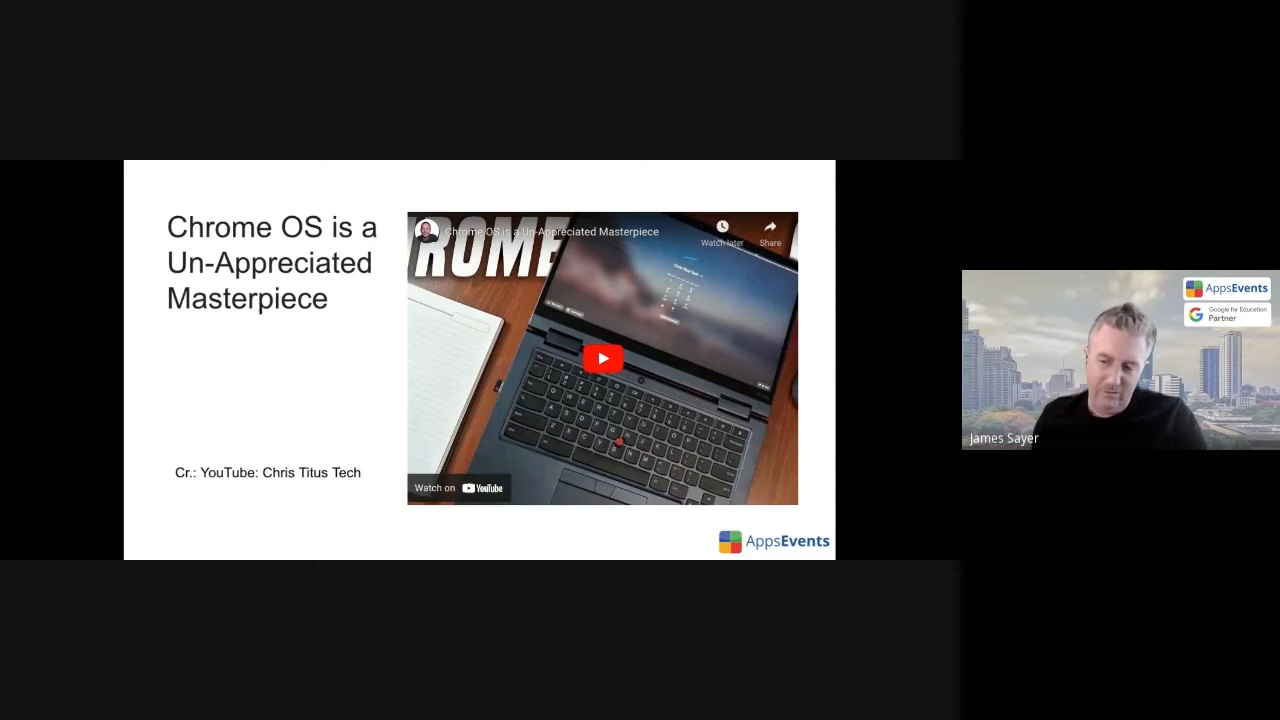 Chrome OS is a
Un-Appreciated
Masterpiece
Cr.: YouTube: Chris Titus Tech
ROME
Chrome OS is a Un-Appreciated Masterpiece
Watch later
Share
Watch on YouTube
AppsEvents
AppsEvents
Google for Education
Partner
James Sayer